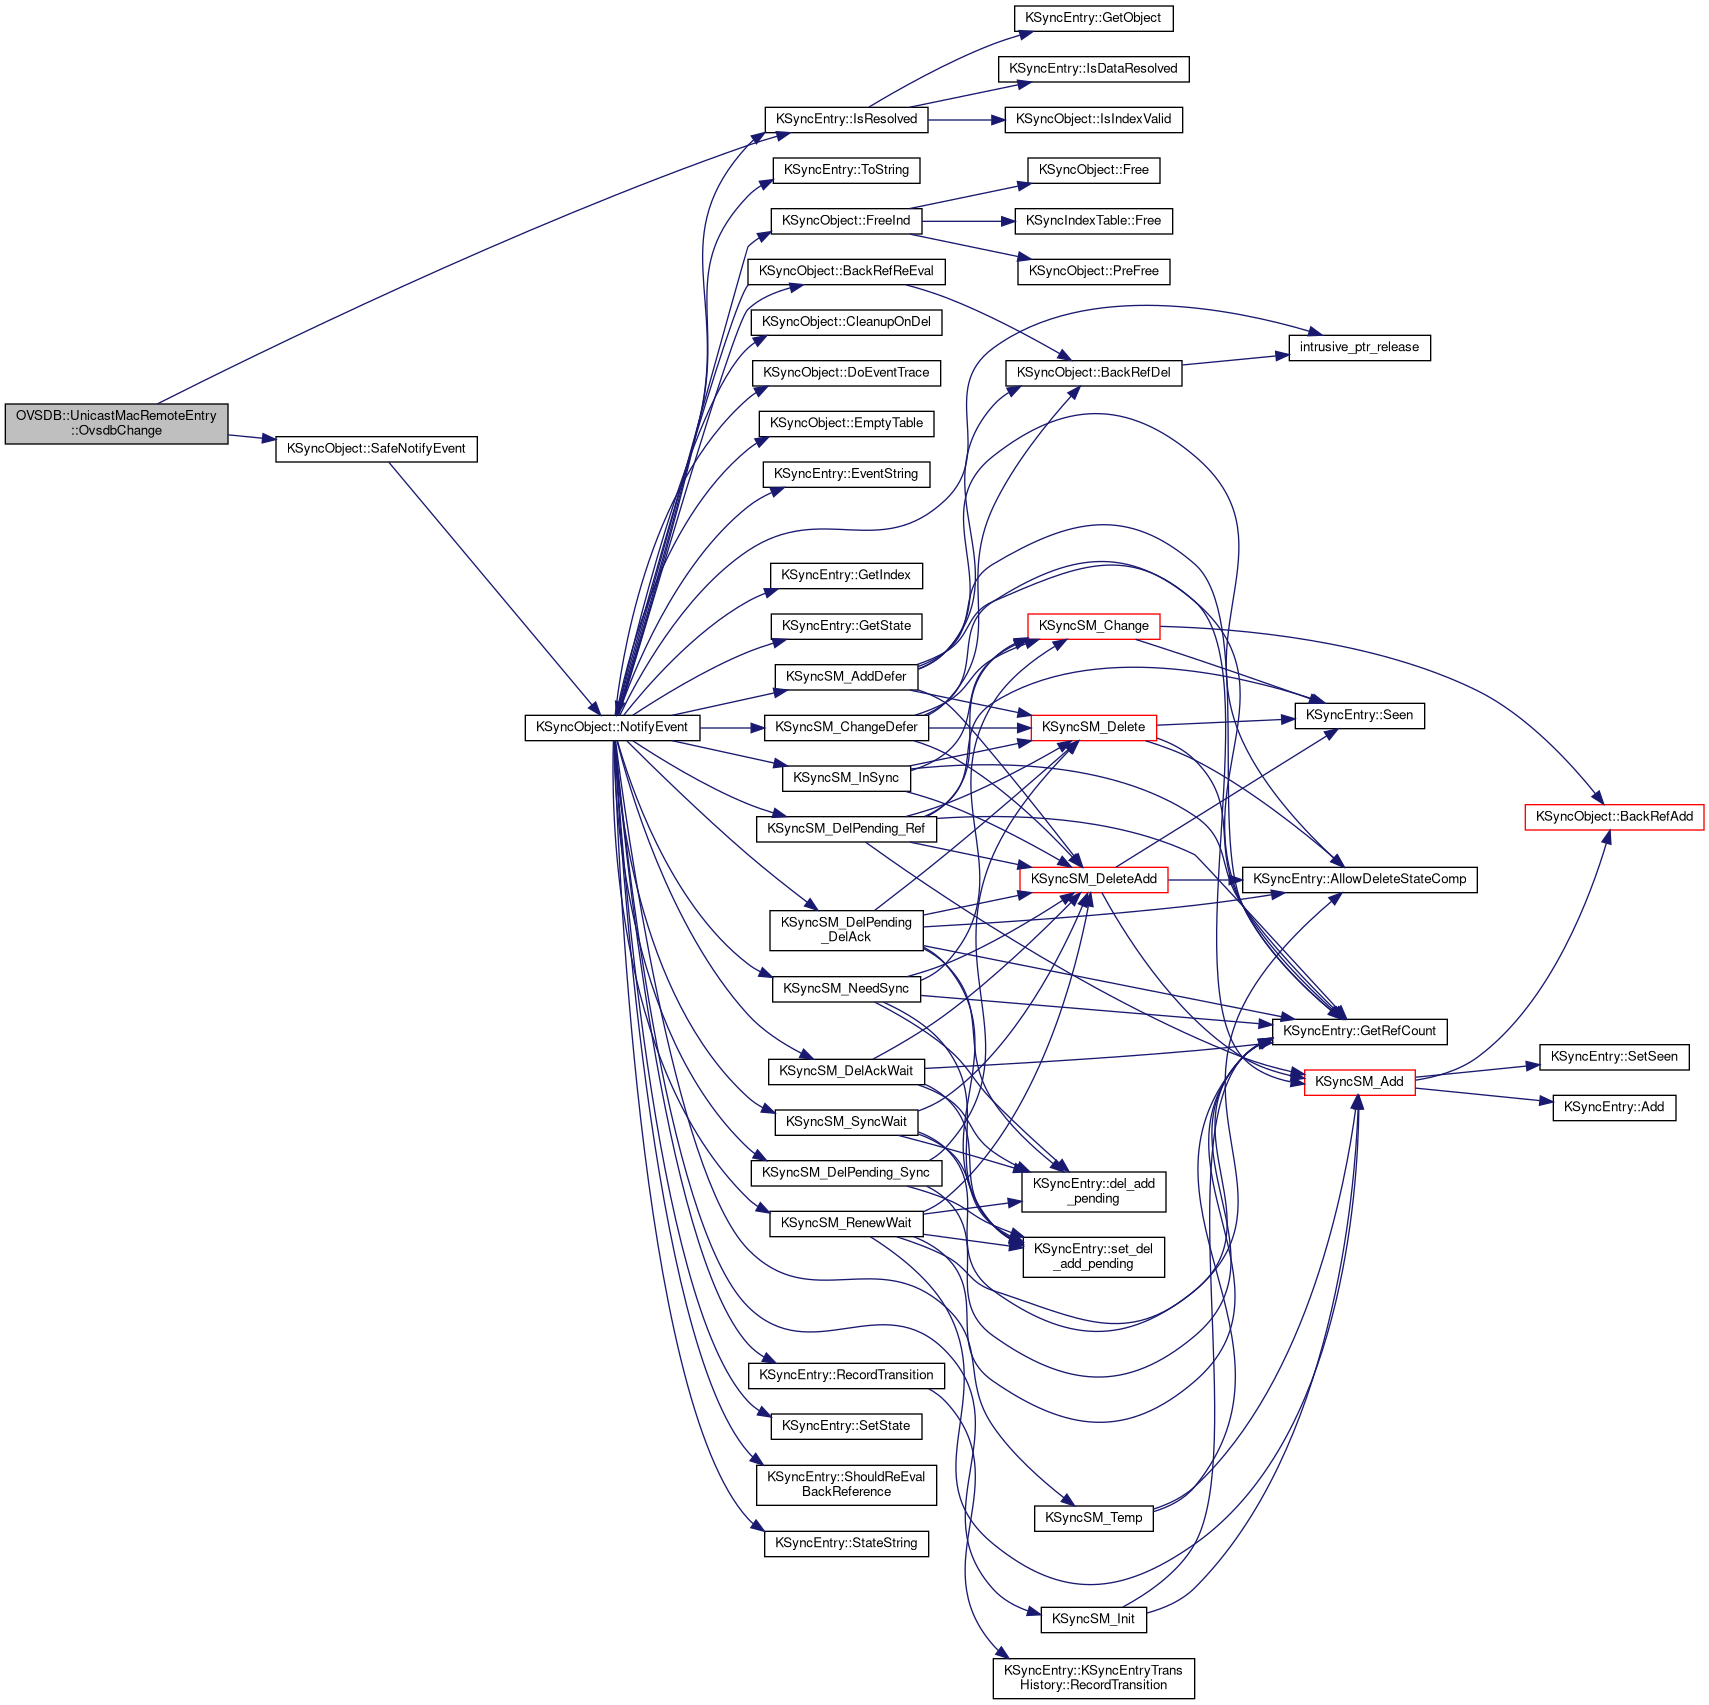 KSyncEntry::GetObject
KSyncEntry::IsDataResolved
KSyncEntry::IsResolved
KSyncObject::IsIndexValid
KSyncEntry::ToString
KSyncObject::Free
KSyncObject::FreeInd
KSyncIndexTable::Free
KSyncObject::BackRefReEval
KSyncObject::PreFree
KSyncObject::CleanupOnDel
intrusive_ptr_release
KSyncObject::DoEventTrace
KSyncObject::BackRefDel
OVSDB::UnicastMacRemoteEntry
::OvsdbChange
KSyncObject::EmptyTable
KSyncObject::SafeNotifyEvent
KSyncEntry::EventString
KSyncEntry::GetIndex
KSyncEntry::GetState
KSyncSM_Change
KSyncSM_AddDefer
KSyncEntry::Seen
KSyncObject::NotifyEvent
KSyncSM_ChangeDefer
KSyncSM_Delete
KSyncSM_InSync
KSyncObject::BackRefAdd
KSyncSM_DelPending_Ref
KSyncSM_DeleteAdd
KSyncEntry::AllowDeleteStateComp
KSyncSM_DelPending
_DelAck
KSyncSM_NeedSync
KSyncEntry::GetRefCount
KSyncEntry::SetSeen
KSyncSM_DelAckWait
KSyncSM_Add
KSyncEntry::Add
KSyncSM_SyncWait
KSyncSM_DelPending_Sync
KSyncEntry::del_add
_pending
KSyncSM_RenewWait
KSyncEntry::set_del
_add_pending
KSyncEntry::RecordTransition
KSyncEntry::SetState
KSyncEntry::ShouldReEval
BackReference
KSyncSM_Temp
KSyncEntry::StateString
KSyncSM_Init
KSyncEntry::KSyncEntryTrans
History::RecordTransition